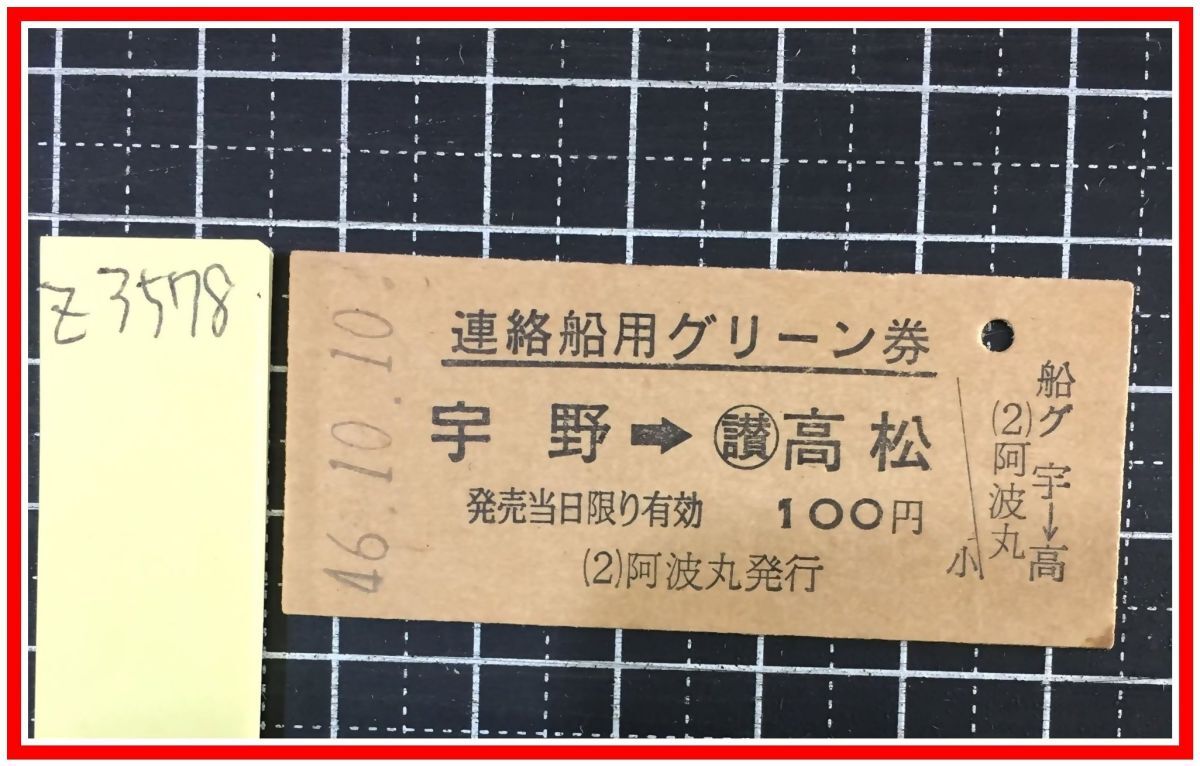 z3578
46.10.10.
連絡船用グリーン券
宇野➡㊝高松
発売当日限り有効 100円
(2)阿波丸発行
小
船グ 宇→高
(2)阿波丸